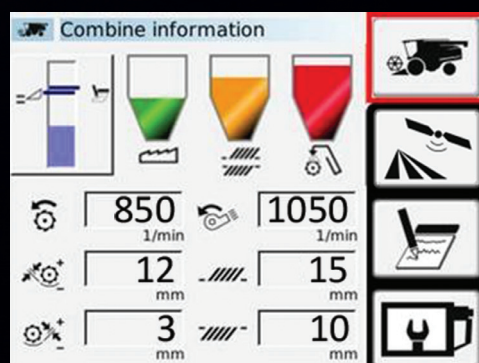 Combine information
850 1050
1/min 1/min
12 15
mm mm
3 10
mm mm